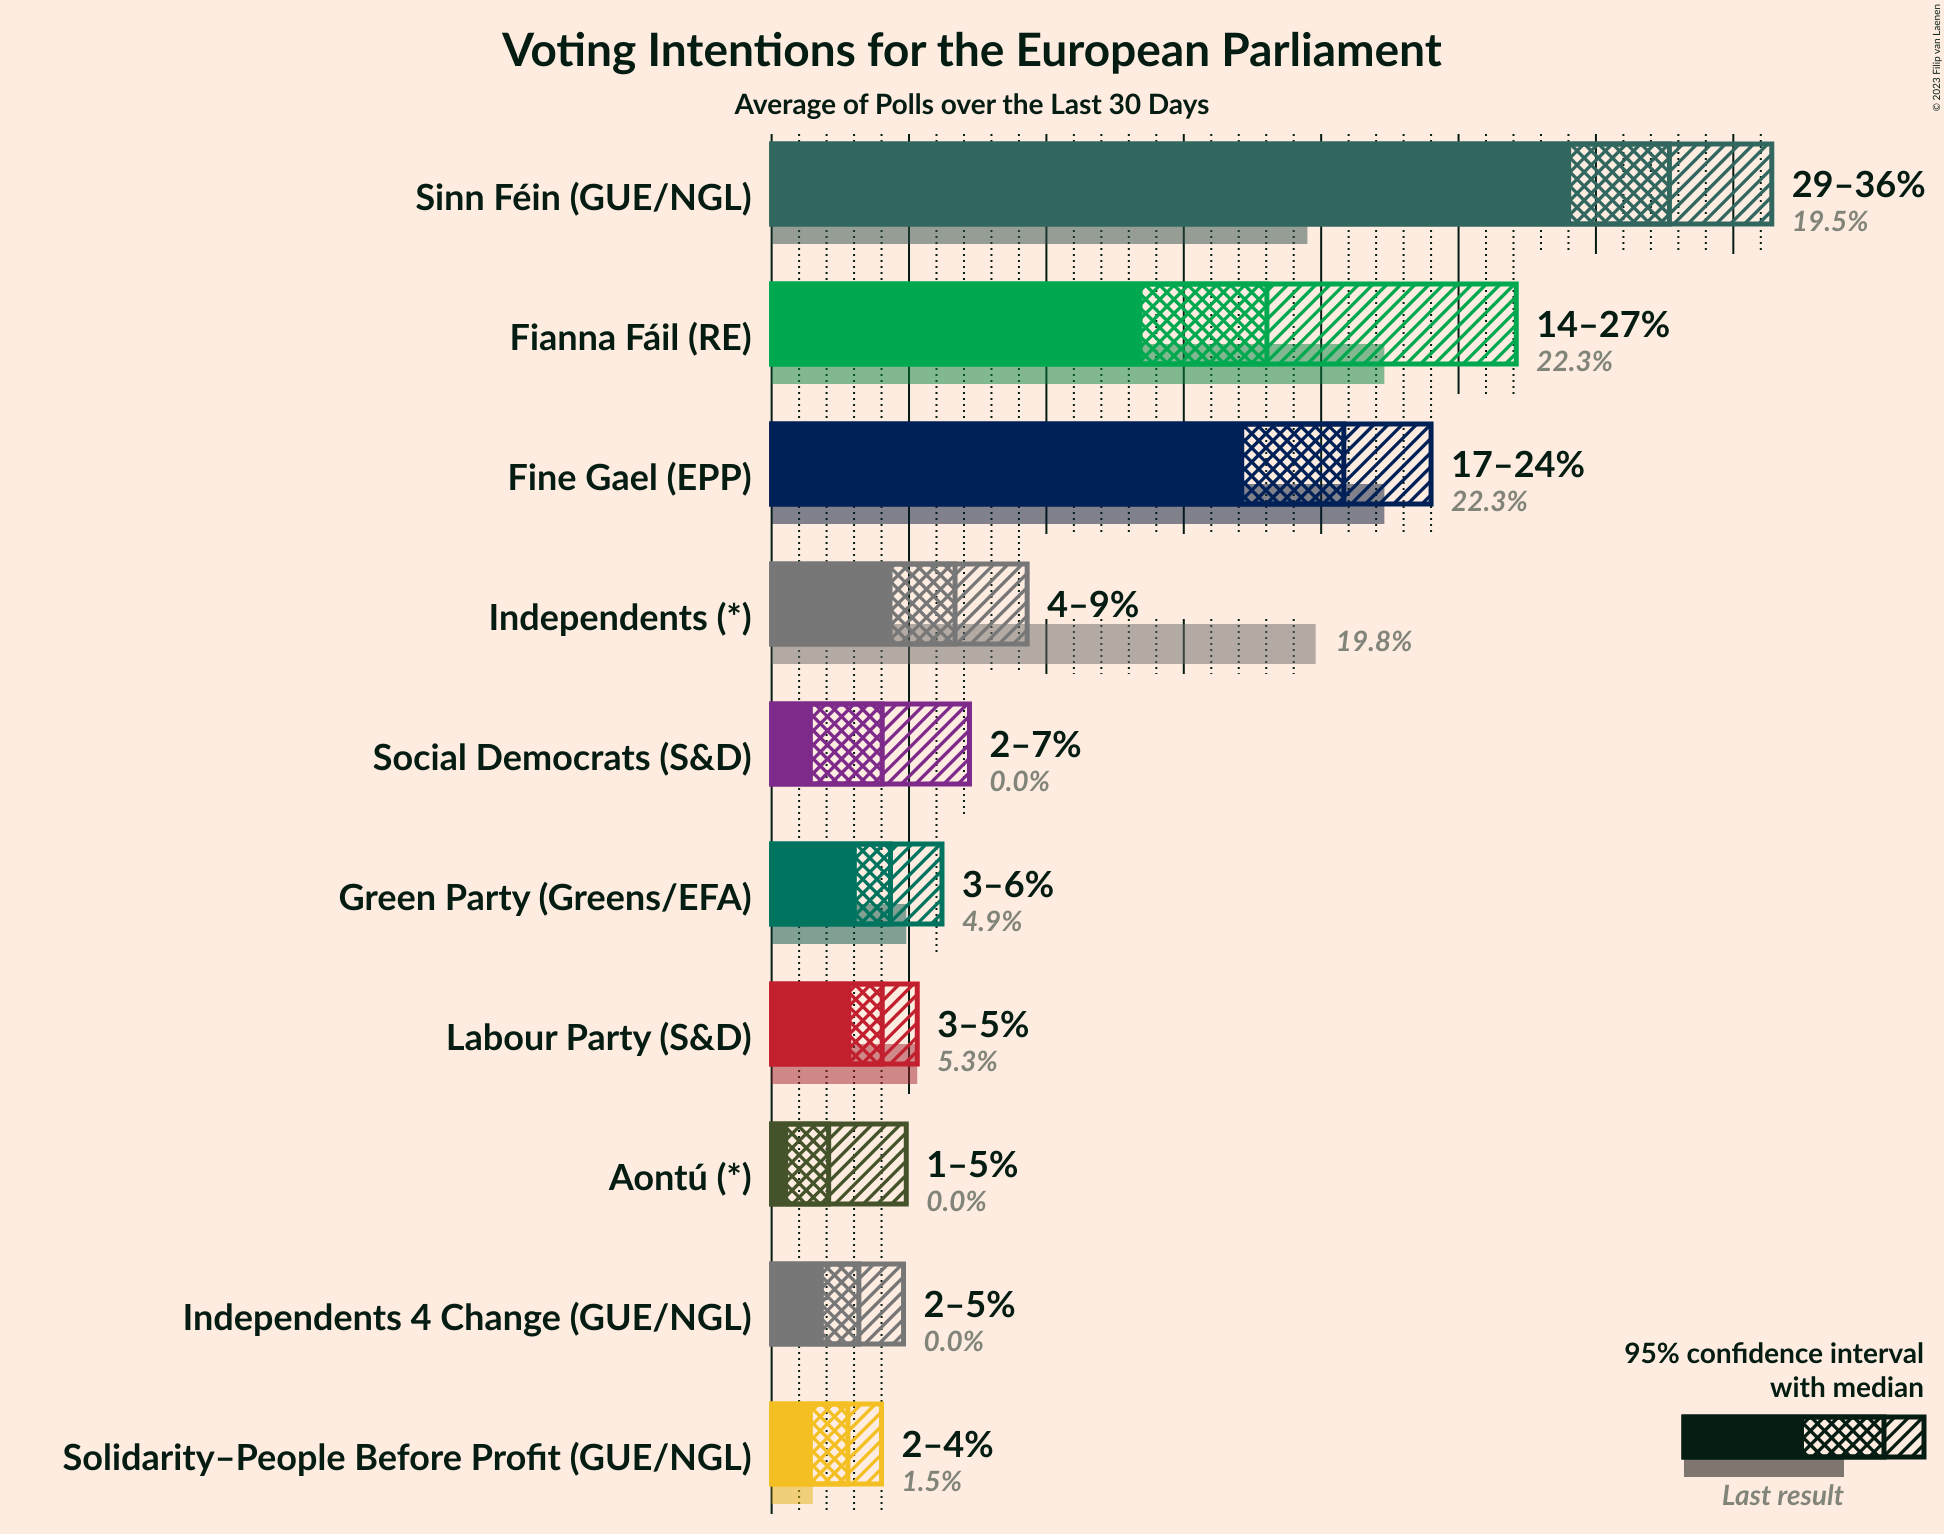 Voting Intentions for the European Parliament
Average of Polls over the Last 30 Days
© 2023 Filip van Laenen
Sinn Féin (GUE/NGL)
29–36%
19.5%
Fianna Fáil (RE)
14–27%
22.3%
Fine Gael (EPP)
17–24%
22.3%
Independents (*)
4–9%
19.8%
Social Democrats (S&D)
2–7%
0.0%
Green Party (Greens/EFA)
3–6%
4.9%
Labour Party (S&D)
3–5%
5.3%
Aontú (*)
1–5%
0.0%
Independents 4 Change (GUE/NGL)
2–5%
0.0%
Solidarity–People Before Profit (GUE/NGL)
2–4%
1.5%
95% confidence interval
with median
Last result